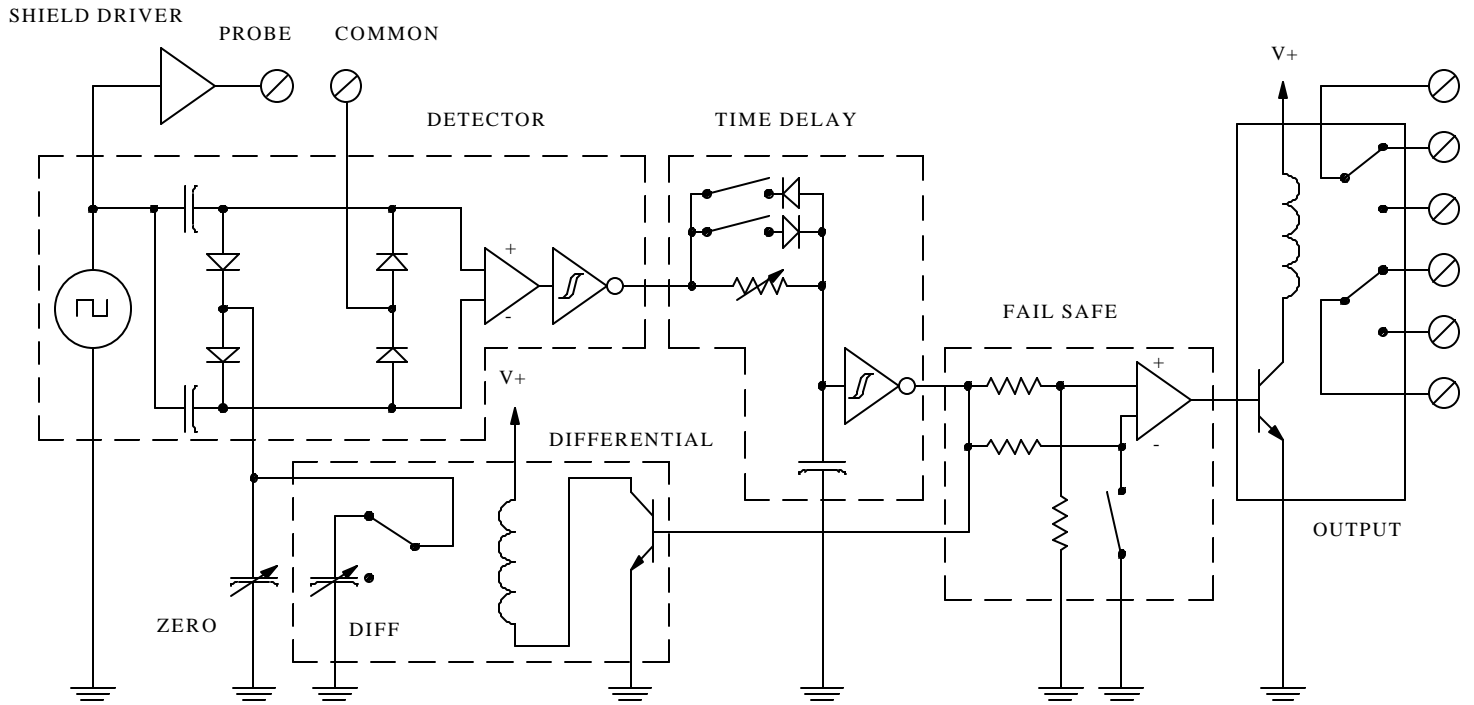 SHIELD DRIVER
PROBE
COMMON
V+
DETECTOR
TIME DELAY
+
-
FAIL SAFE
V+
+
-
DIFFERENTIAL
OUTPUT
ZERO
DIFF